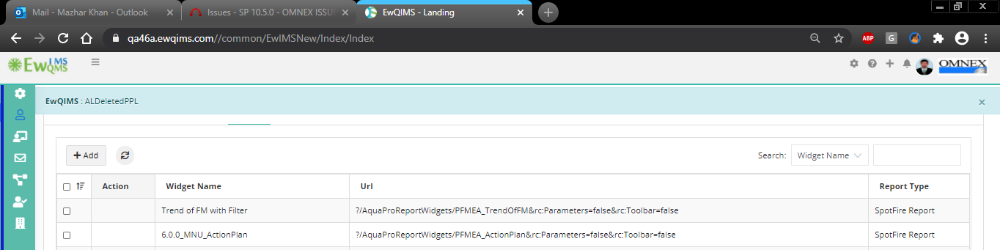 Mail - Mazhar Khan - Outlook
Issues - SP 10.5.0 - OMNEX ISSU
EwQIMS - Landing
qa46a.ewqims.com//common/EwIMSNew/Index/Index
ABP
G
EwIMS
QMS
OMNEX
EwQIMS : ALDeletedPPL
+ Add
Search: Widget Name
Action Widget Name Url Report Type
Trend of FM with Filter ?/AquaProReportWidgets/PFMEA_TrendOfFM&rc:Parameters=false&rc:Toolbar=false SpotFire Report
6.0.0_MNU_ActionPlan ?/AquaProReportWidgets/PFMEA_ActionPlan&rc:Parameters=false&rc:Toolbar=false SpotFire Report